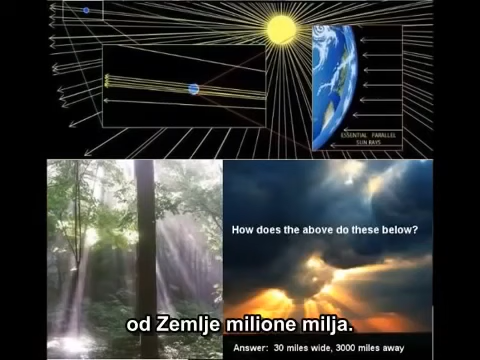 ESSENTIAL PARALLEL
SUN RAYS
How does the above do these below?
od Zemlje milione milja.
Answer: 30 miles wide, 3000 miles away